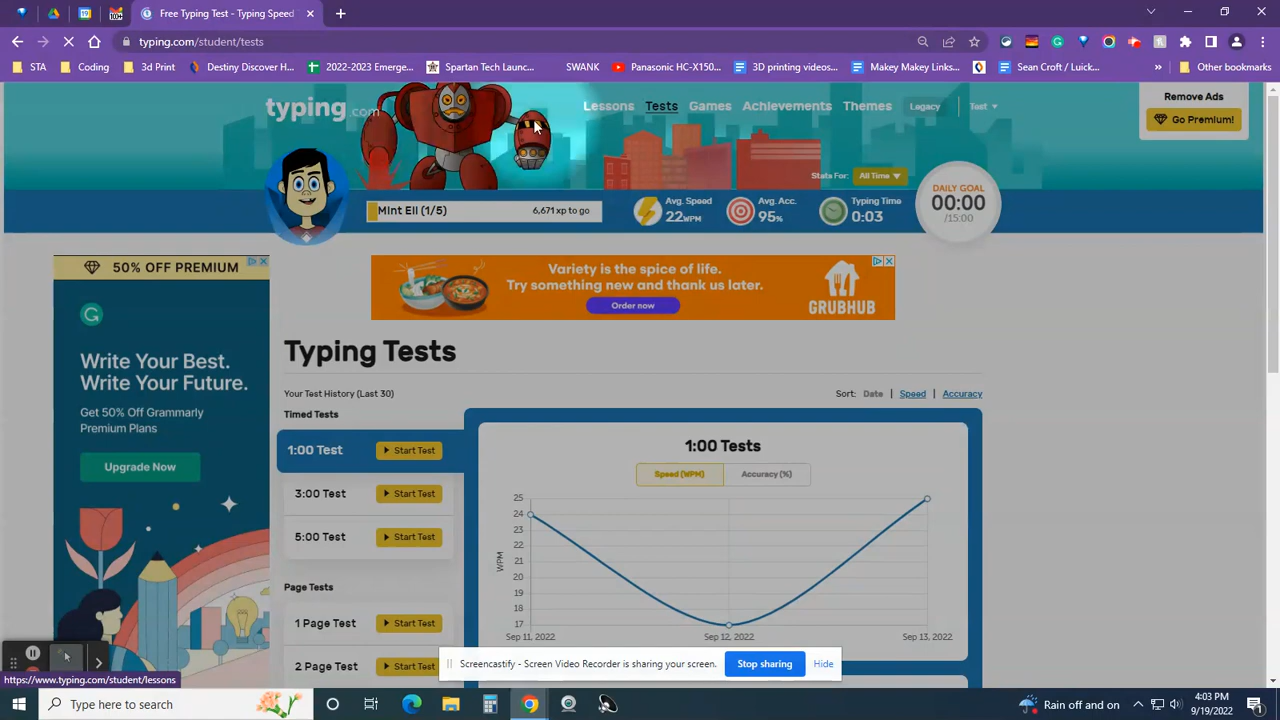 Free Typing Test - Typing Speed
typing.com/student/tests
STA
Coding
3d Print
Destiny Discover H...
2022-2023 Emerge...
Spartan Tech Launc...
SWANK
Panasonic HC-X150...
3D printing videos...
Makey Makey Links...
Sean Croft / Luick...
»
Other bookmarks
typing.com
Lessons
Tests
Games
Achievements
Themes
Legacy
Test
Remove Ads
Go Premium!
Stats For:
All Time
Mint Eli (1/5)
6,671 xp to go
Avg. Speed
22WPM
Avg. Acc.
95%
Typing Time
0:03
DAILY GOAL
00:00
/15:00
50% OFF PREMIUM
Write Your Best.
Write Your Future.
Get 50% Off Grammarly
Premium Plans
Upgrade Now
Variety is the spice of life.
Try something new and thank us later.
Order now
GRUBHUB
Typing Tests
Your Test History (Last 30)
Sort: Date | Speed | Accuracy
Timed Tests
1:00 Test
Start Test
3:00 Test
Start Test
5:00 Test
Start Test
Page Tests
1 Page Test
Start Test
2 Page Test
Start Test
1:00 Tests
Speed (WPM)
Accuracy (%)
25
24
23
22
21
20
19
18
17
WPM
Sep 11, 2022
Sep 12, 2022
Sep 13, 2022
Screencastify - Screen Video Recorder is sharing your screen.
Stop sharing
Hide
https://www.typing.com/student/lessons
Type here to search
Rain off and on
4:03 PM
9/19/2022